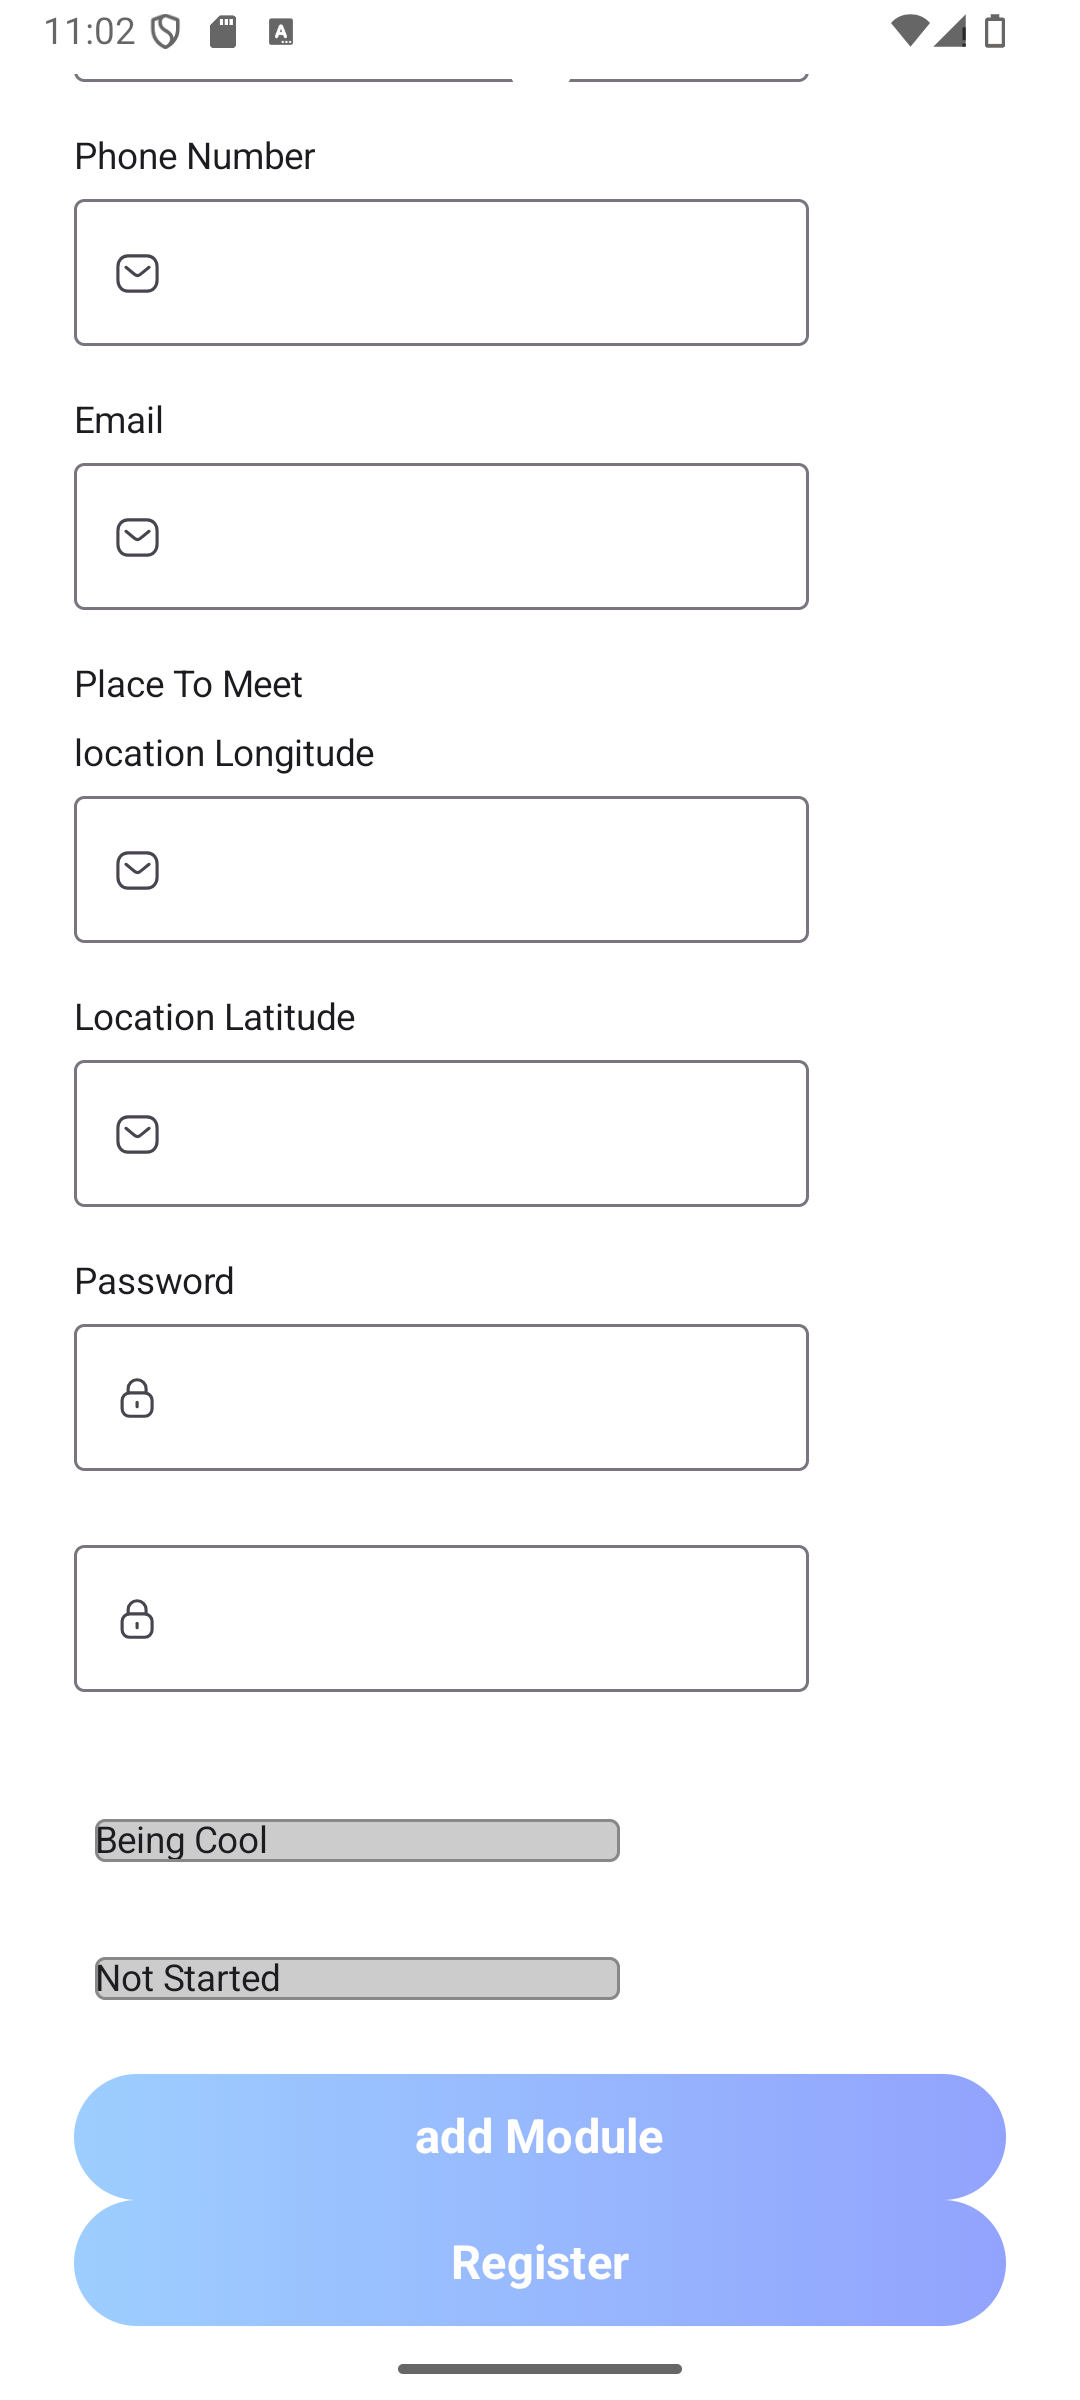 11:02
Phone Number
Email
Place To Meet
location Longitude
Location Latitude
Password
Being Cool
Not Started
add Module
Register